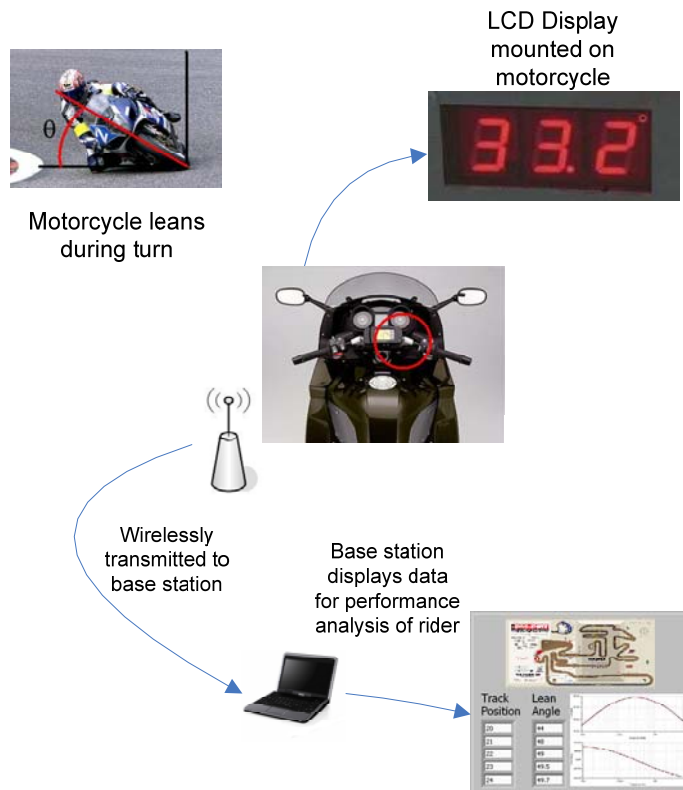 LCD Display
mounted on
motorcycle
33.2
θ
N
Motorcycle leans
during turn
Wirelessly
transmitted to
base station
Base station
displays data
for performance
analysis of rider
Track
Position
Lean
Angle
20
44
21
48
22
49
23
49.5
24
49.7